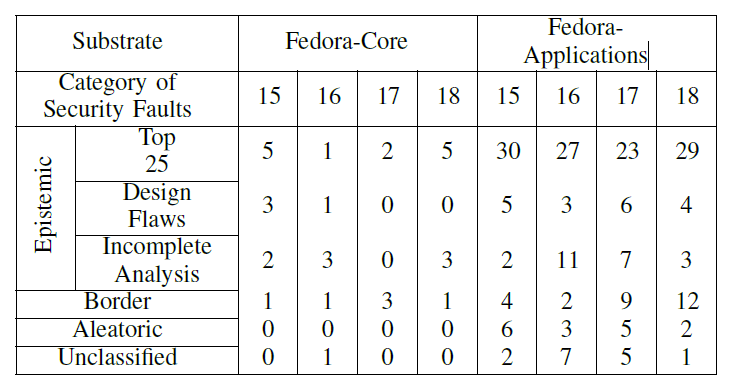 Substrate Fedora-Core Fedora-
Applications
Category of
Security Faults 15 16 17 18 15 16 17 18
Epistemic
Top
25 5 1 2 5 30 27 23 29
Design
Flaws 3 1 0 0 5 3 6 4
Incomplete
Analysis 2 3 0 3 2 11 7 3
Border 1 1 3 1 4 2 9 12
Aleatoric 0 0 0 0 6 3 5 2
Unclassified 0 1 0 0 2 7 5 1